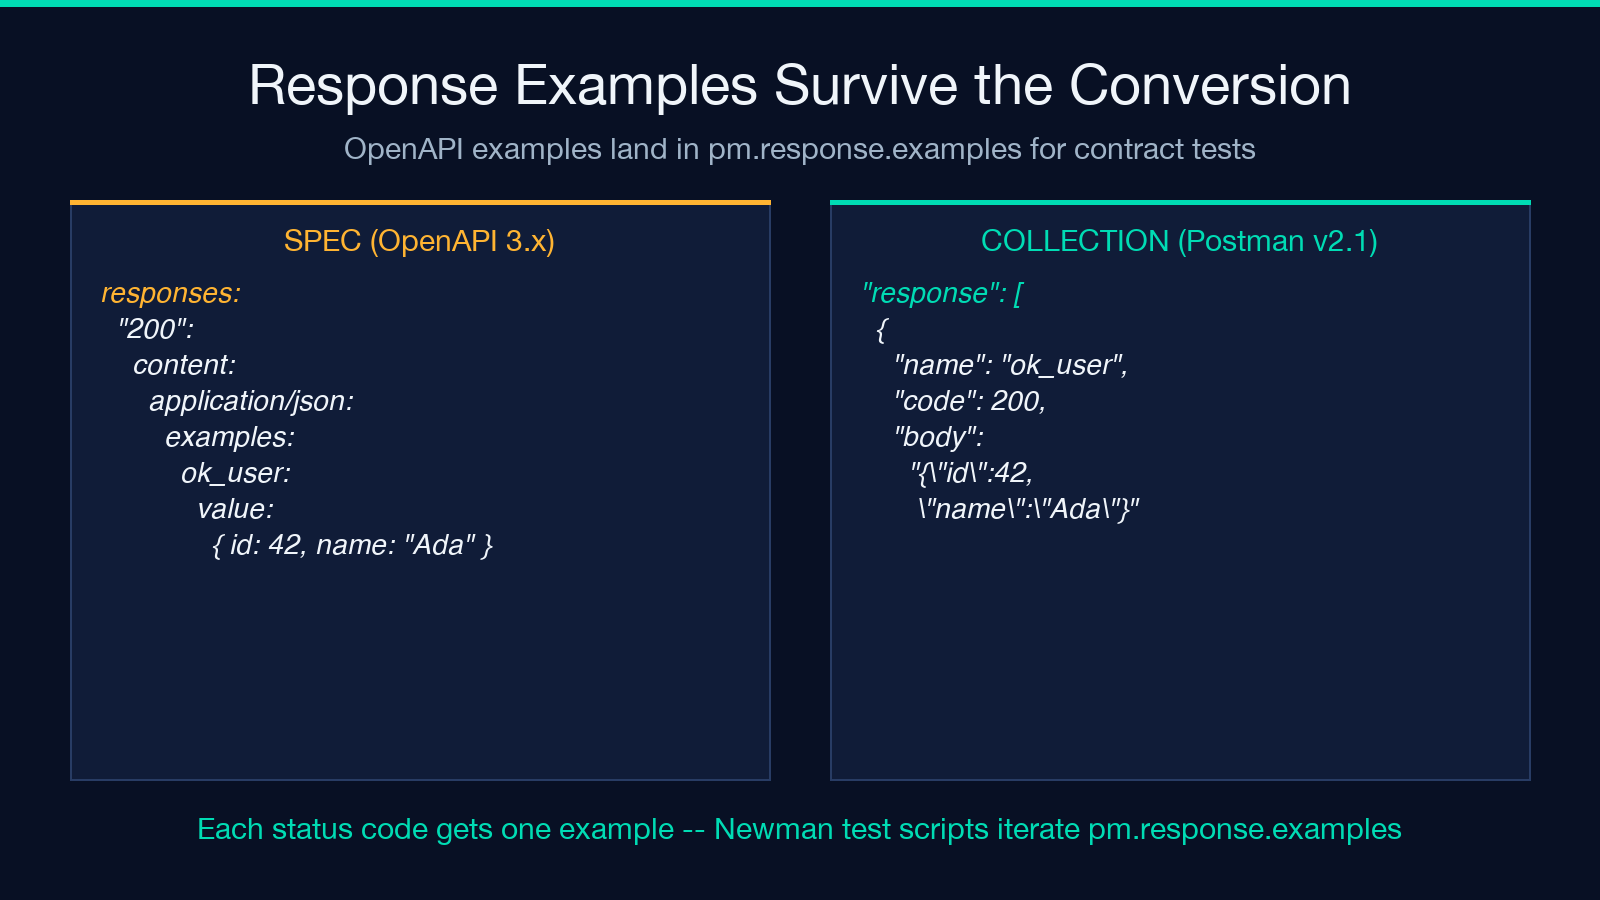 Response Examples Survive the Conversion
OpenAPI examples land in pm.response.examples for contract tests
SPEC (OpenAPI 3.x)
responses:
"200":
content:
application/json:
examples:
ok_user:
value:
{ id: 42, name: "Ada" }
COLLECTION (Postman v2.1)
"response": [
{
"name": "ok_user",
"code": 200,
"body":
"{\"id\":42,
\"name\":\"Ada\"}"
Each status code gets one example -- Newman test scripts iterate pm.response.examples